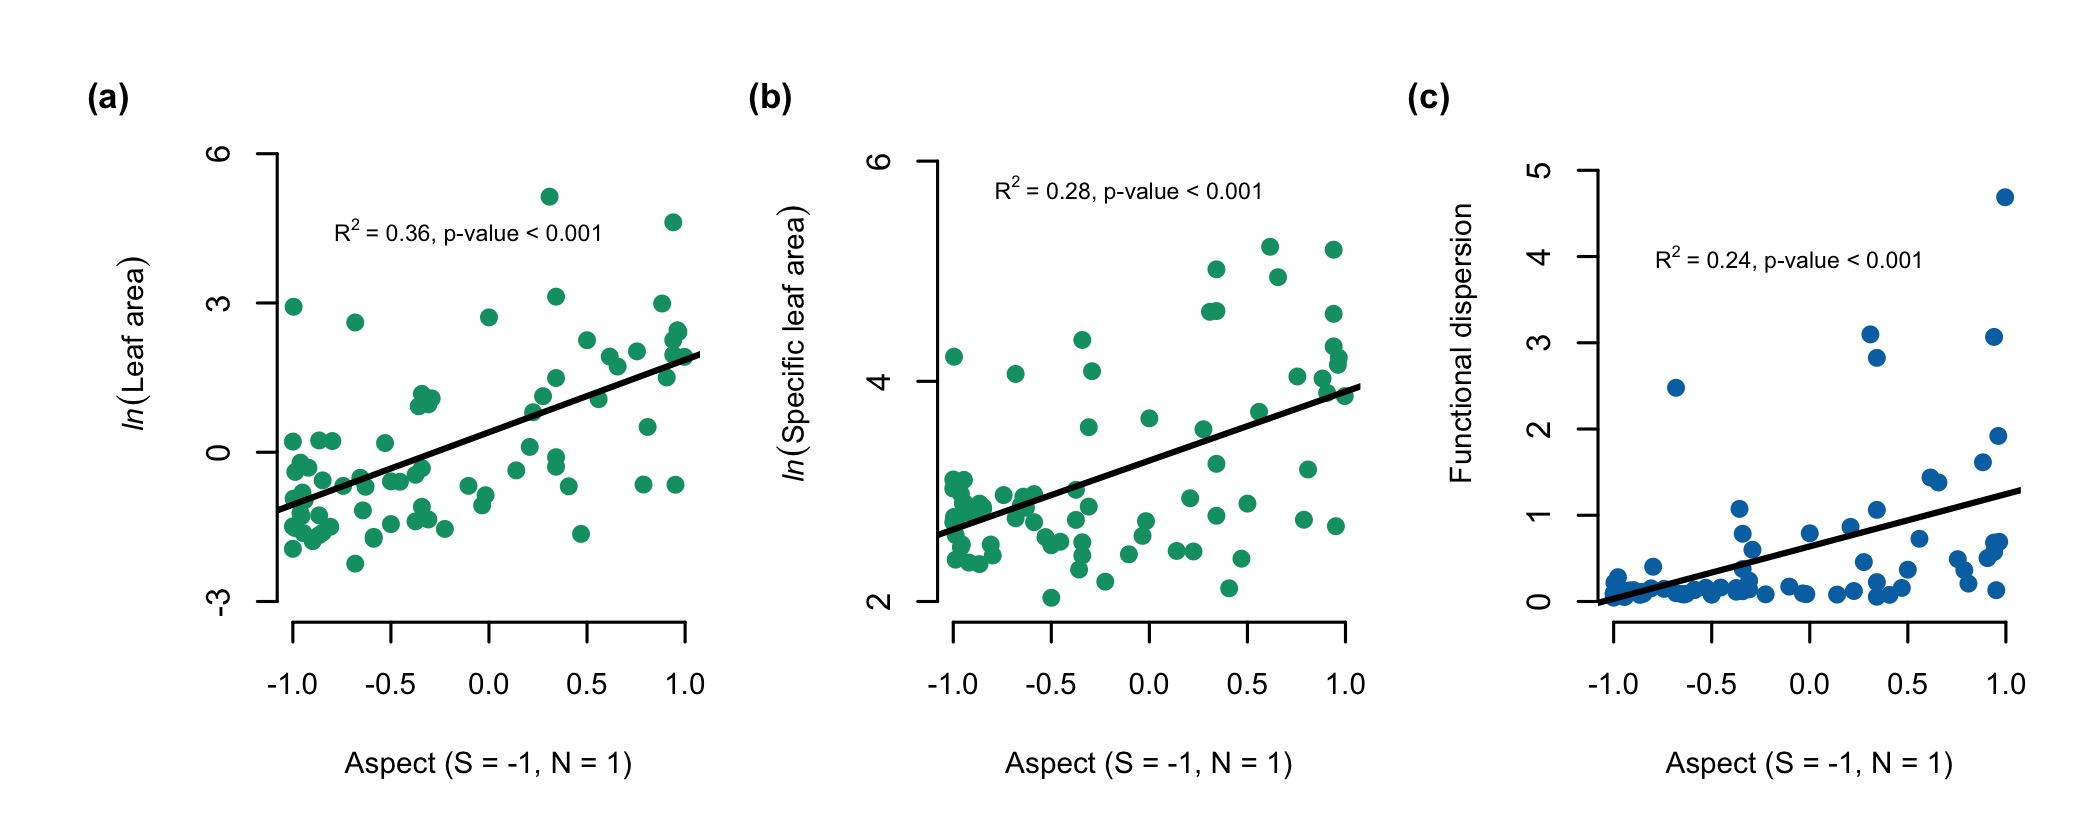 (a)
6
3
0
-3
ln(Leaf area)
R2 = 0.36, p-value < 0.001
-1.0 -0.5 0.0 0.5 1.0
Aspect (S = -1, N = 1)
(b)
6
4
2
ln(Specific leaf area)
R2 = 0.28, p-value < 0.001
-1.0 -0.5 0.0 0.5 1.0
Aspect (S = -1, N = 1)
(c)
5
4
3
2
1
0
Functional dispersion
R2 = 0.24, p-value < 0.001
-1.0 -0.5 0.0 0.5 1.0
Aspect (S = -1, N = 1)